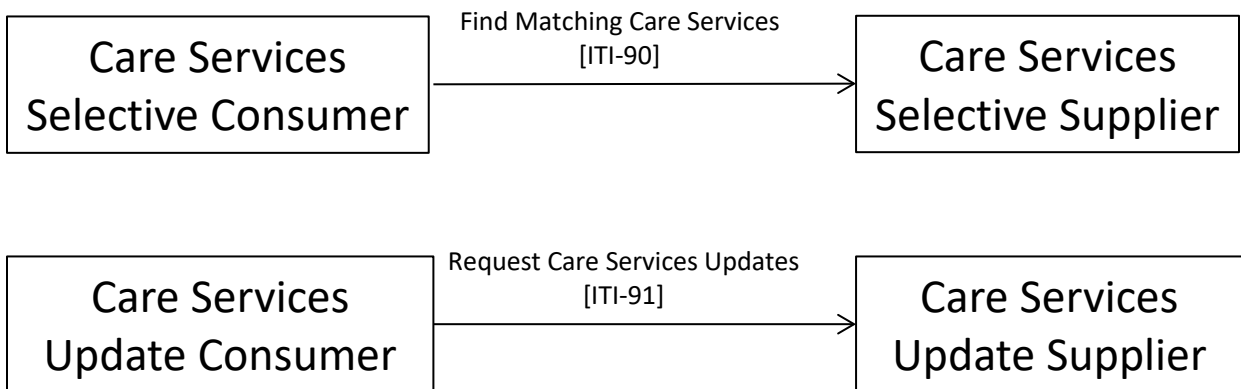 Care Services
Selective Consumer
Find Matching Care Services
[ITI-90]
Care Services
Selective Supplier
Care Services
Update Consumer
Request Care Services Updates
[ITI-91]
Care Services
Update Supplier